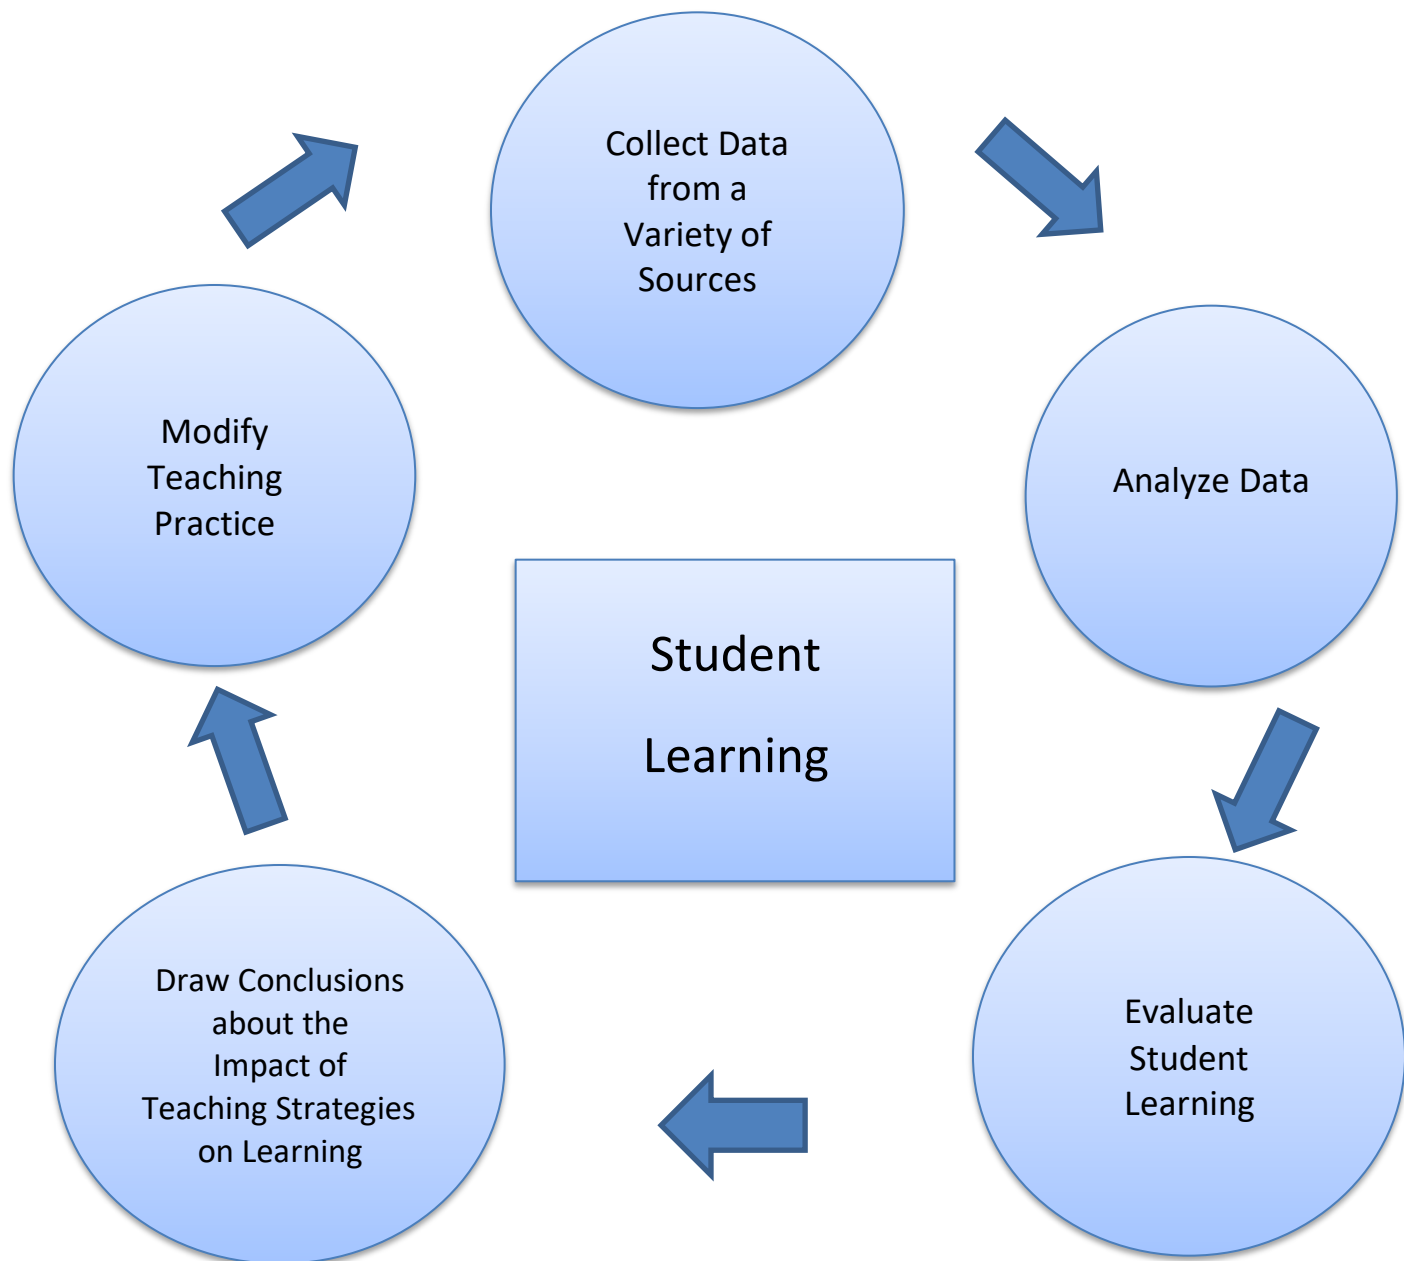 Collect Data
from a
Variety of
Sources
Analyze Data
Evaluate
Student
Learning
Draw Conclusions
about the
Impact of
Teaching Strategies
on Learning
Modify
Teaching
Practice
Student
Learning